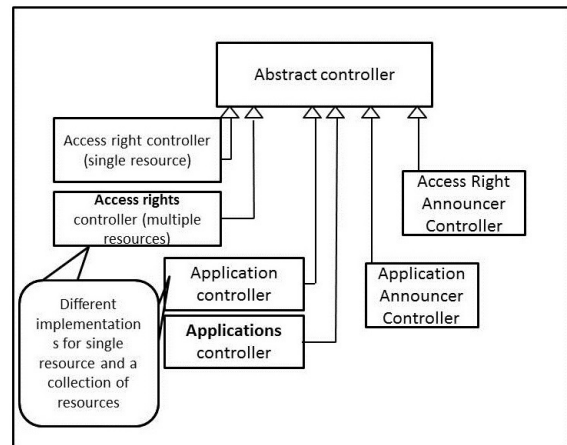 Abstract controller
Access right controller
(single resource)
Access rights
controller (multiple
resources)
Access Right
Announcer
Controller
Application
controller
Application
Announcer
Controller
Applications
controller
Different
implementation
s for single
resource and a
collection of
resources